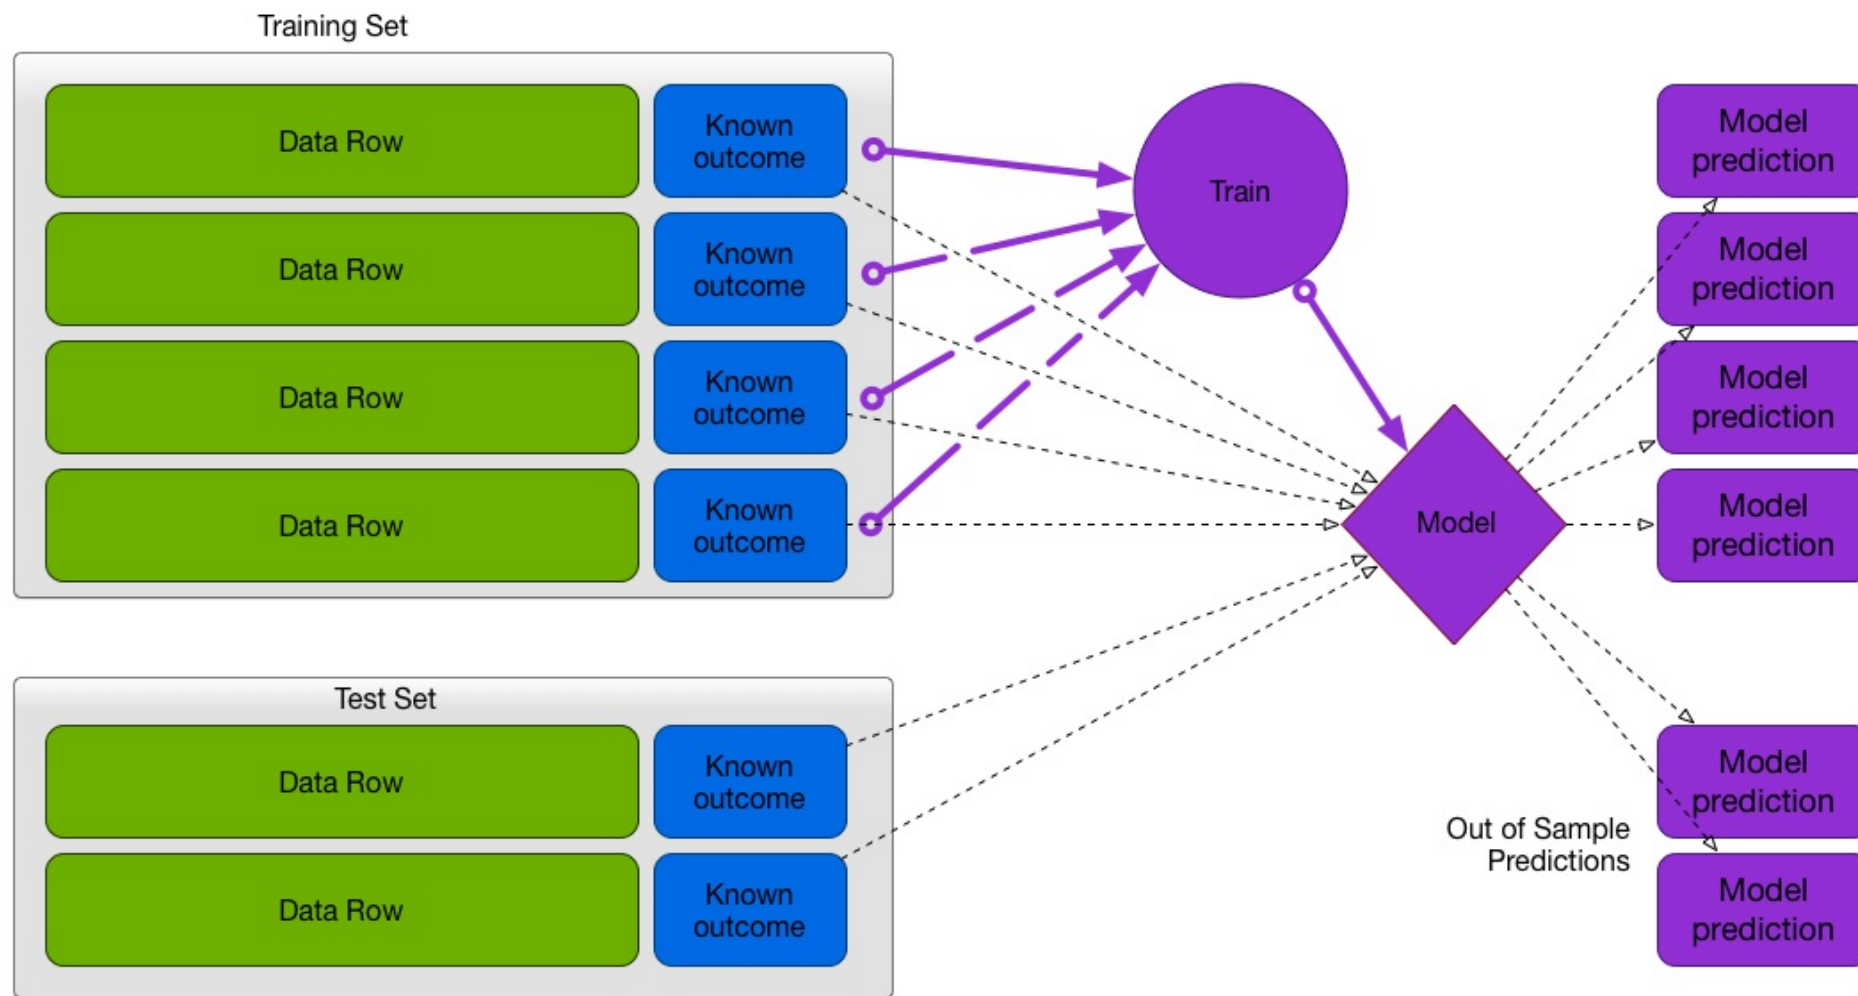 Training Set
Data Row
Known
outcome
Data Row
Known
outcome
Data Row
Known
outcome
Data Row
Known
outcome
Train
Model
Model
prediction
Model
prediction
Model
prediction
Model
prediction
Test Set
Data Row
Known
outcome
Data Row
Known
outcome
Out of Sample
Predictions
Model
prediction
Model
prediction